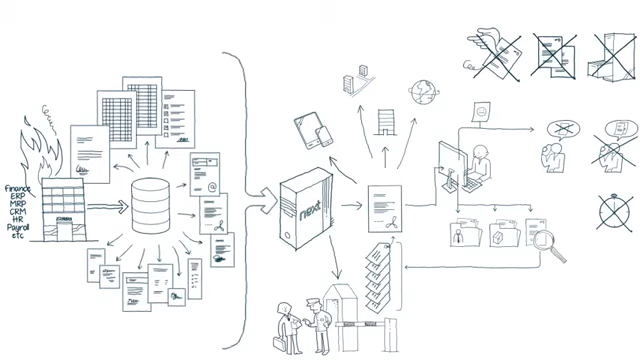 Finance
ERP
MRP
CRM
HR
Payroll
etc
next
@